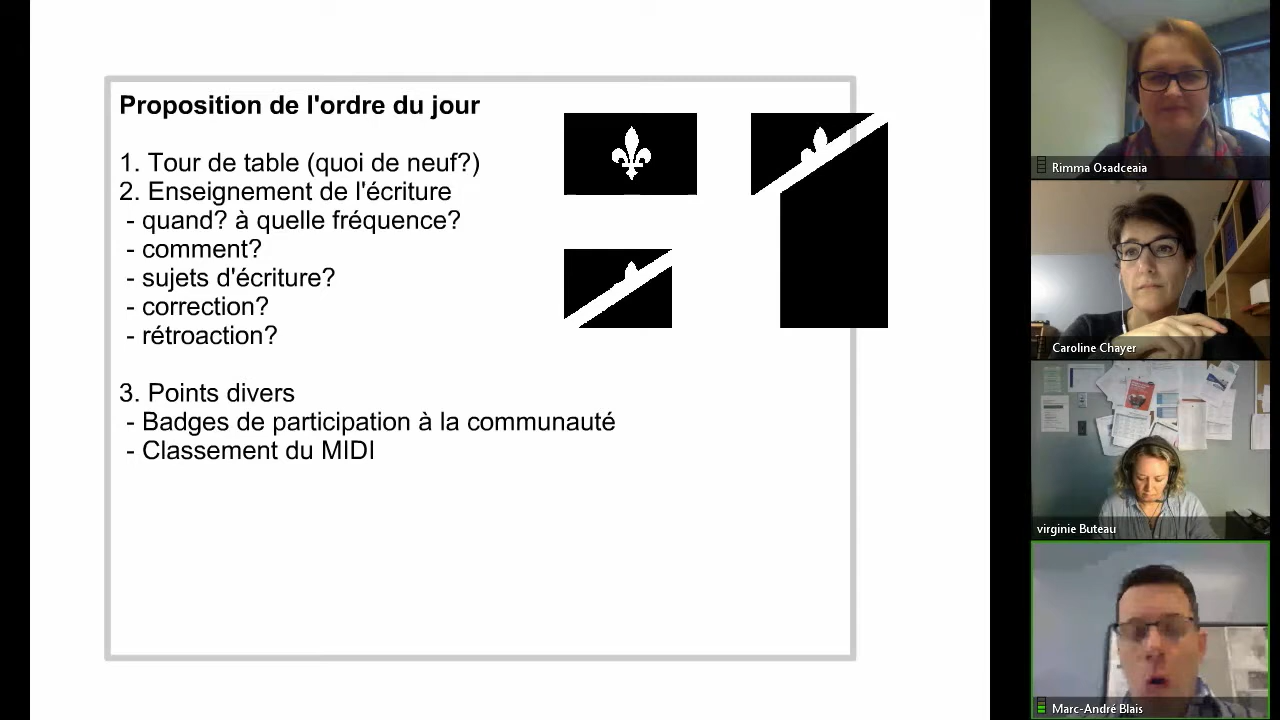 Proposition de l'ordre du jour
1. Tour de table (quoi de neuf?)
2. Enseignement de l'écriture
- quand? à quelle fréquence?
- comment?
- sujets d'écriture?
- correction?
- rétroaction?
3. Points divers
- Badges de participation à la communauté
- Classement du MIDI
Rimma Osadceaia
Caroline Chayer
virginie Buteau
Marc-André Blais